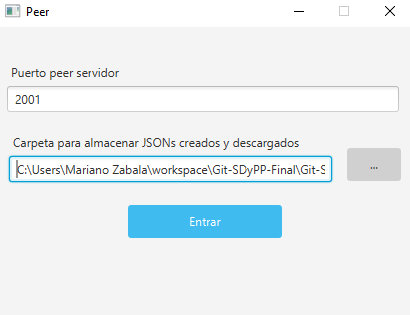 Peer
Puerto peer servidor
2001
Carpeta para almacenar JSONs creados y descargados
C:\Users\Mariano Zabala\workspace\Git-SDyPP-Final\Git-S
...
Entrar